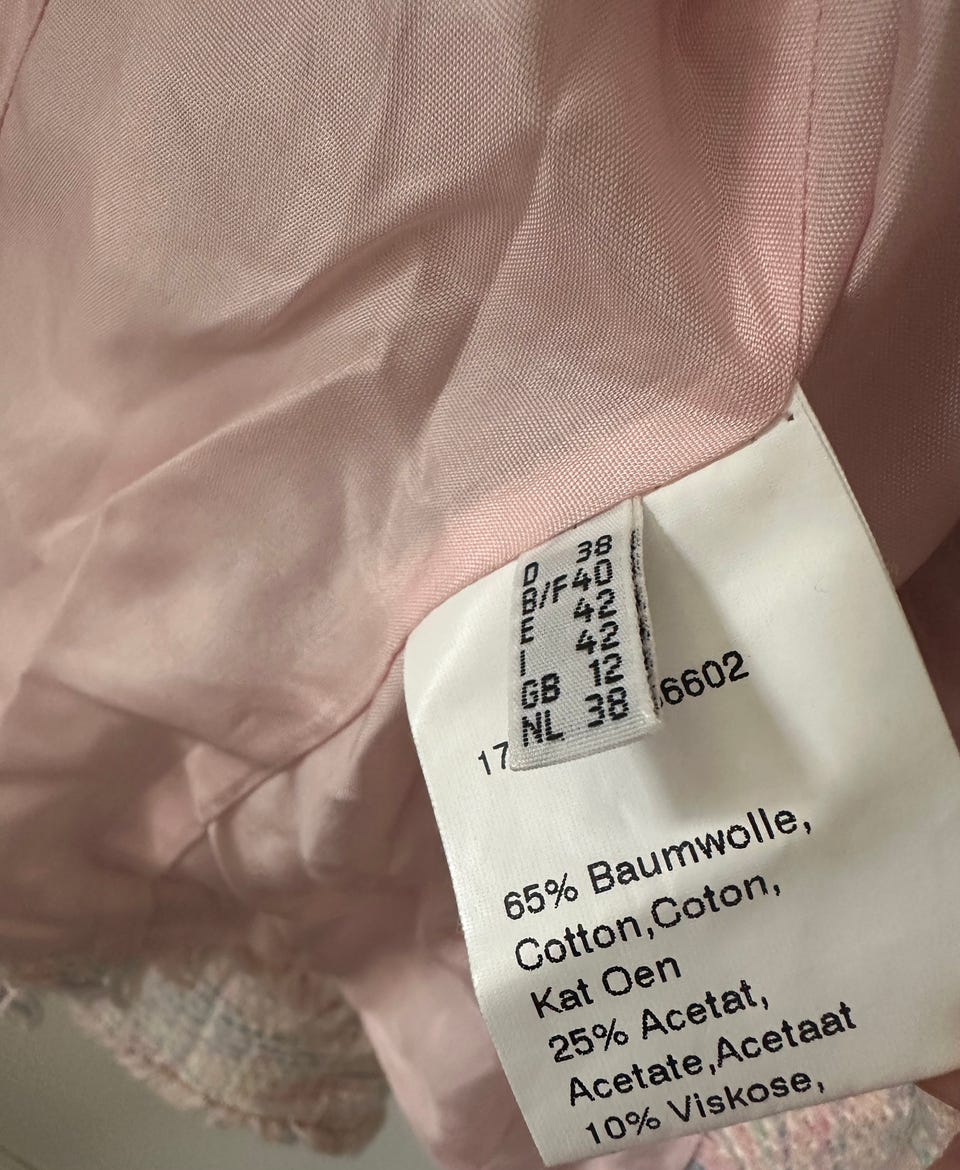 D 38
B/F 40
E 42
I 42
GB 12
NL 38
17
6602
65% Baumwolle,
Cotton,Coton,
Kat Oen
25% Acetat,
Acetate,Acetaat
10% Viskose,